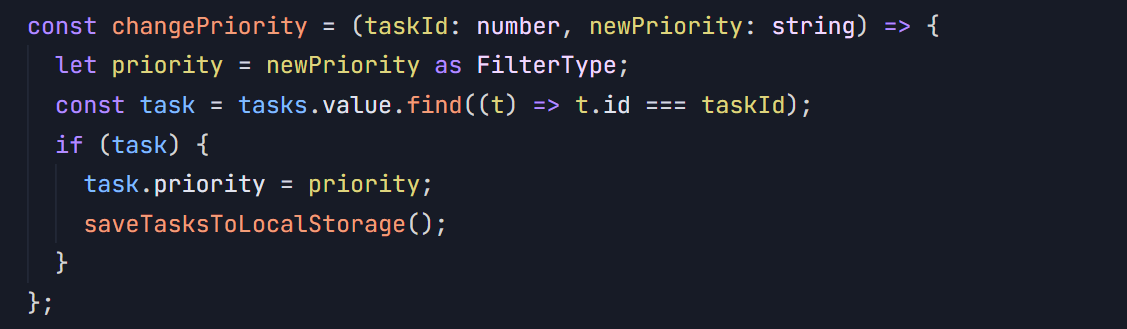 const changePriority = (taskId: number, newPriority: string) => {
  let priority = newPriority as FilterType;
  const task = tasks.value.find((t) => t.id === taskId);
  if (task) {
    task.priority = priority;
    saveTasksToLocalStorage();
  }
};